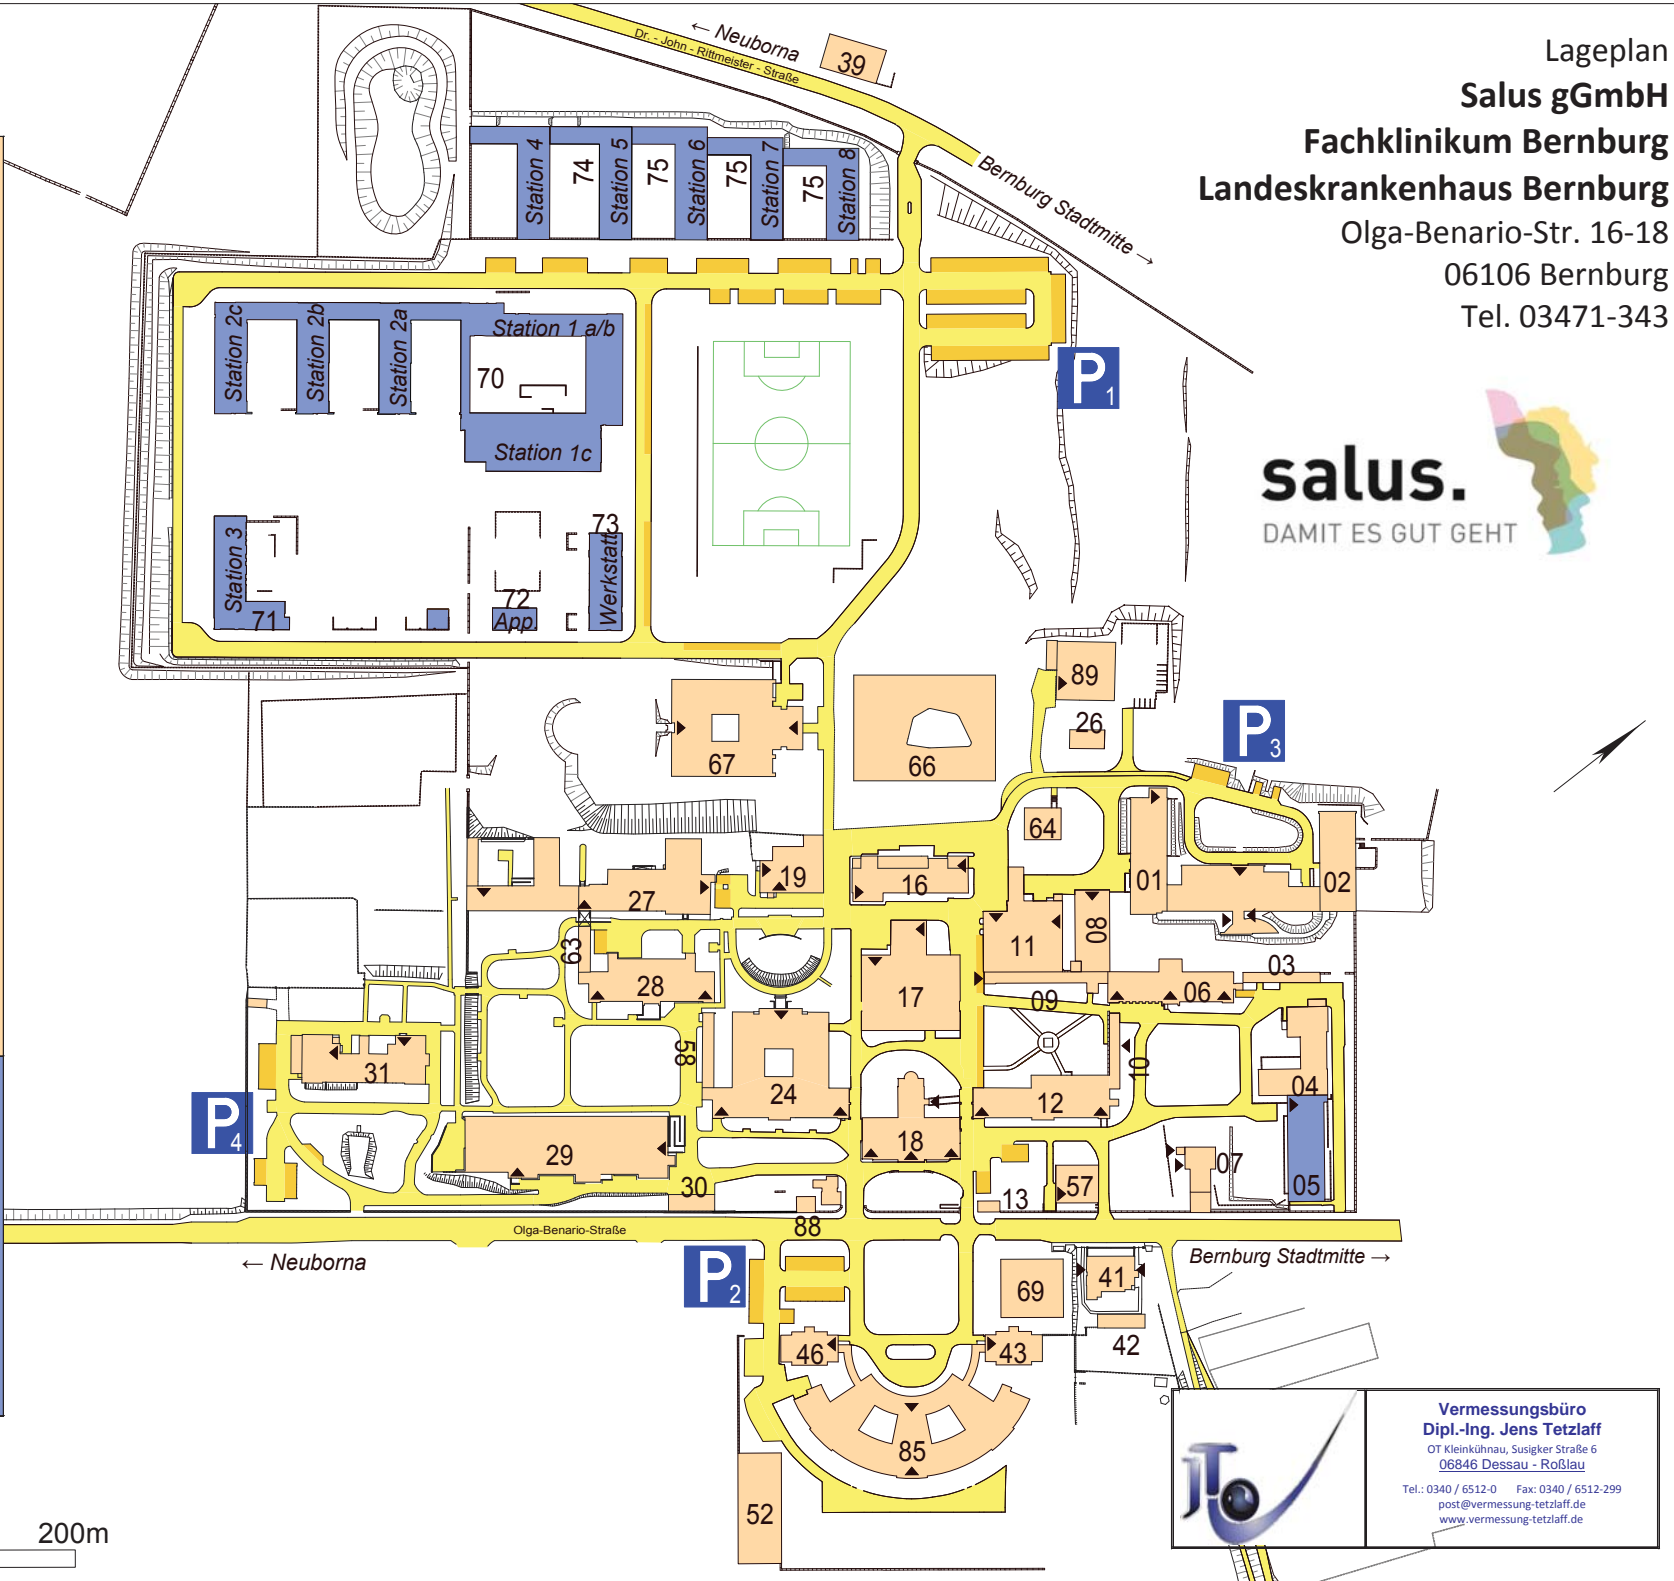 ← Neuborna
Dr. - John - Rittmeister - Straße
39
Bernburg Stadtmitte →
Lageplan
Salus gGmbH
Fachklinikum Bernburg
Landeskrankenhaus Bernburg
Olga-Benario-Str. 16-18
06106 Bernburg
Tel. 03471-343
salus.
DAMIT ES GUT GEHT
Station 4
74
Station 5
75
Station 6
75
Station 7
75
Station 8
Station 2c
Station 2b
Station 2a
Station 1 a/b
70
Station 1c
P1
Station 3
71
72
App.
73
Werkstatt
89
26
P3
67
66
64
19
16
01
02
27
63
11
08
28
17
09
06
03
31
58
24
10
12
04
P4
29
18
07
05
30
13
57
88
Olga-Benario-Straße
← Neuborna
Bernburg Stadtmitte →
P2
69
41
42
46
43
85
52
200m
JT
Vermessungsbüro
Dipl.-Ing. Jens Tetzlaff
OT Kleinkühnau, Susigker Straße 6
06846 Dessau - Roßlau
Tel.: 0340 / 6512-0 Fax: 0340 / 6512-299
post@vermessung-tetzlaff.de
www.vermessung-tetzlaff.de